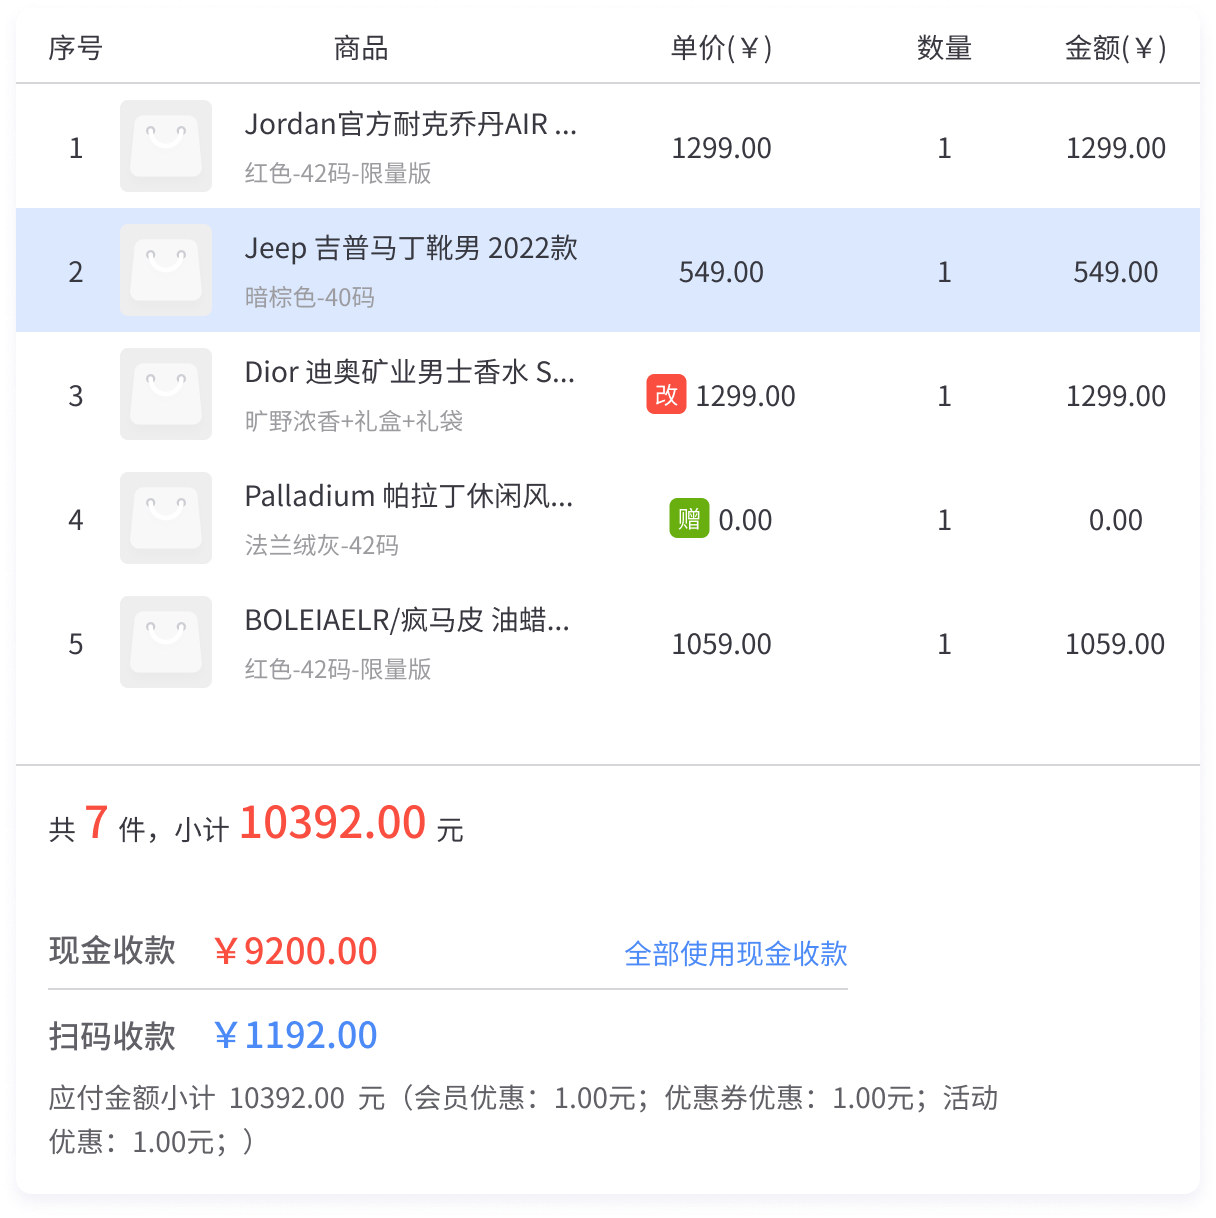 序号 商品 单价(￥) 数量 金额(￥)
1 Jordan官方耐克乔丹AIR ... 1299.00 1 1299.00
红色-42码-限量版
2 Jeep 吉普马丁靴男 2022款 549.00 1 549.00
暗棕色-40码
3 Dior 迪奥矿业男士香水 S... 改 1299.00 1 1299.00
旷野浓香+礼盒+礼袋
4 Palladium 帕拉丁休闲风... 赠 0.00 1 0.00
法兰绒灰-42码
5 BOLEIAELR/疯马皮 油蜡... 1059.00 1 1059.00
红色-42码-限量版
共 7 件，小计 10392.00 元
现金收款 ￥9200.00 全部使用现金收款
扫码收款 ￥1192.00
应付金额小计 10392.00 元（会员优惠：1.00元；优惠券优惠：1.00元；活动
优惠：1.00元；）